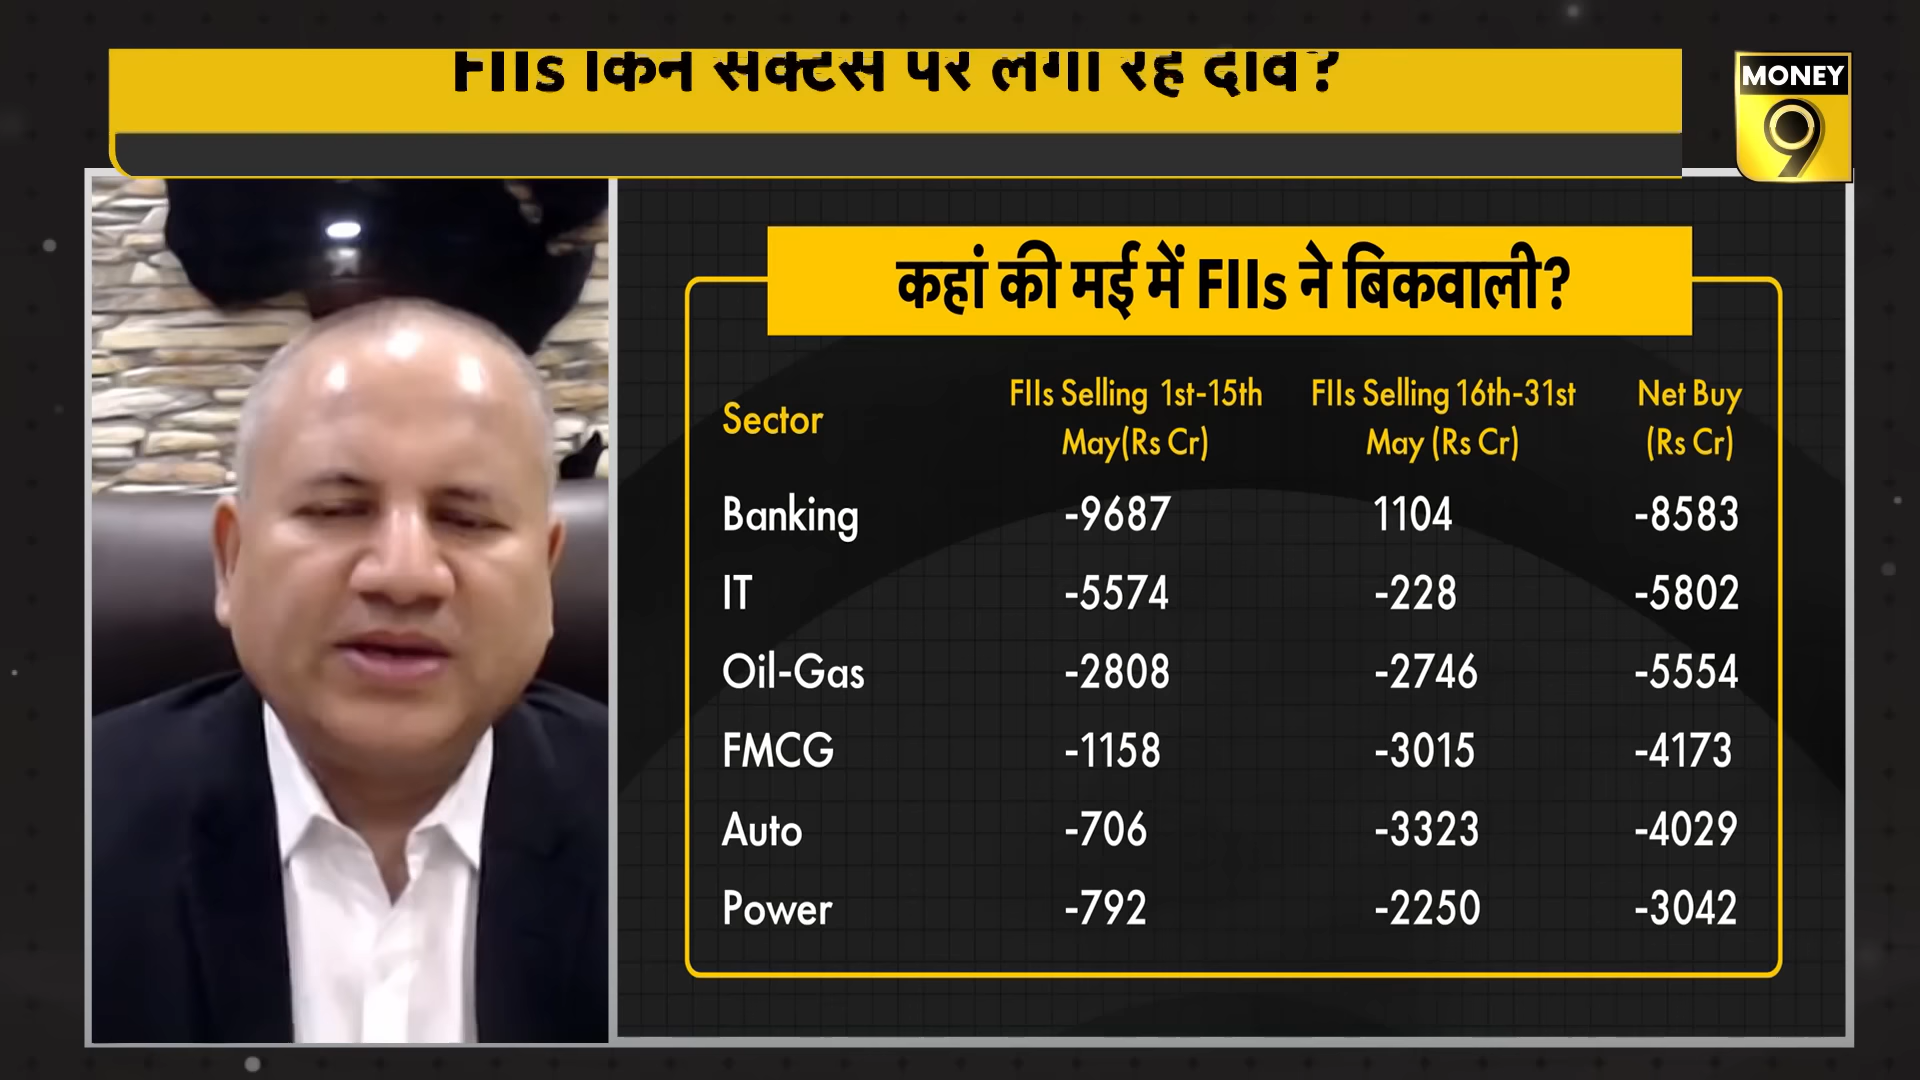 FIIs किन सेक्टर्स पर लगा रहे दांव?
MONEY
9
कहां की मई में FIIs ने बिकवाली?
Sector FIIs Selling 1st-15th May(Rs Cr) FIIs Selling 16th-31st May (Rs Cr) Net Buy (Rs Cr)
Banking -9687 1104 -8583
IT -5574 -228 -5802
Oil-Gas -2808 -2746 -5554
FMCG -1158 -3015 -4173
Auto -706 -3323 -4029
Power -792 -2250 -3042